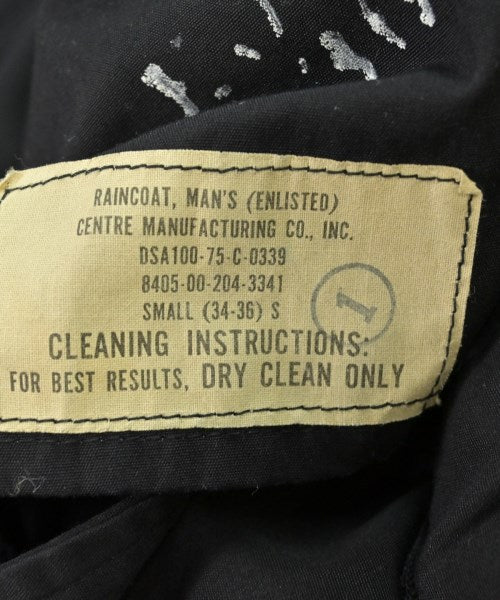 RAINCOAT, MAN'S (ENLISTED)
CENTRE MANUFACTURING CO., INC.
DSA100-75-C-0339
8405-00-204-3341
SMALL (34-36) S
1
CLEANING INSTRUCTIONS:
FOR BEST RESULTS, DRY CLEAN ONLY